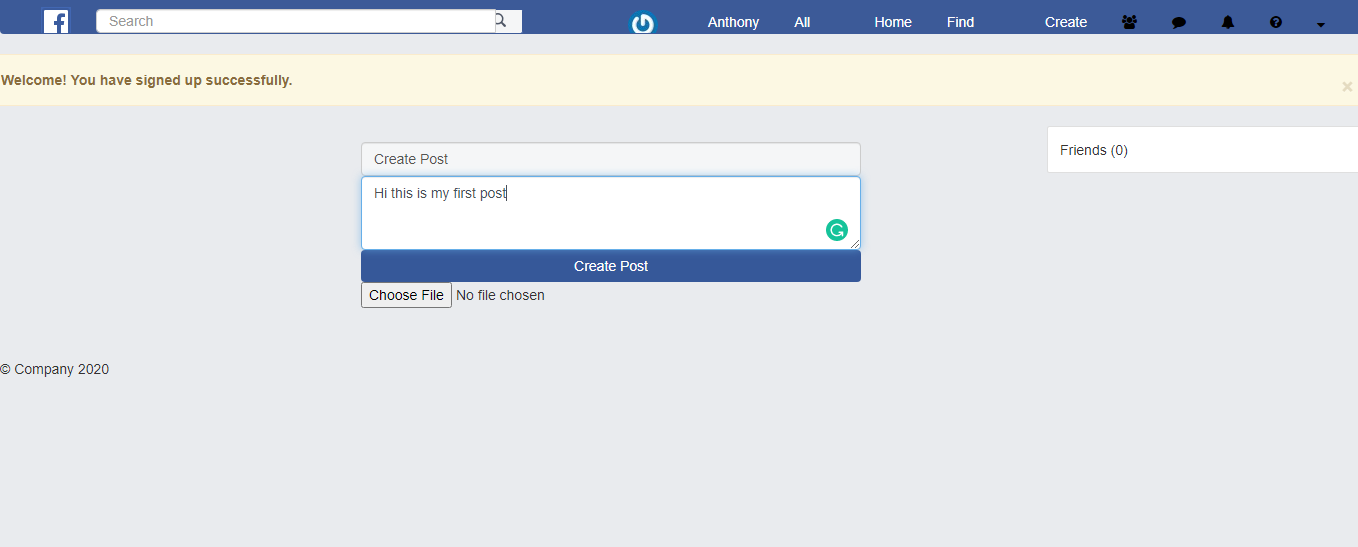 Search Anthony All Home Find Create
Welcome! You have signed up successfully.
×
Friends (0)
Create Post
Hi this is my first post
Create Post
Choose File No file chosen
© Company 2020